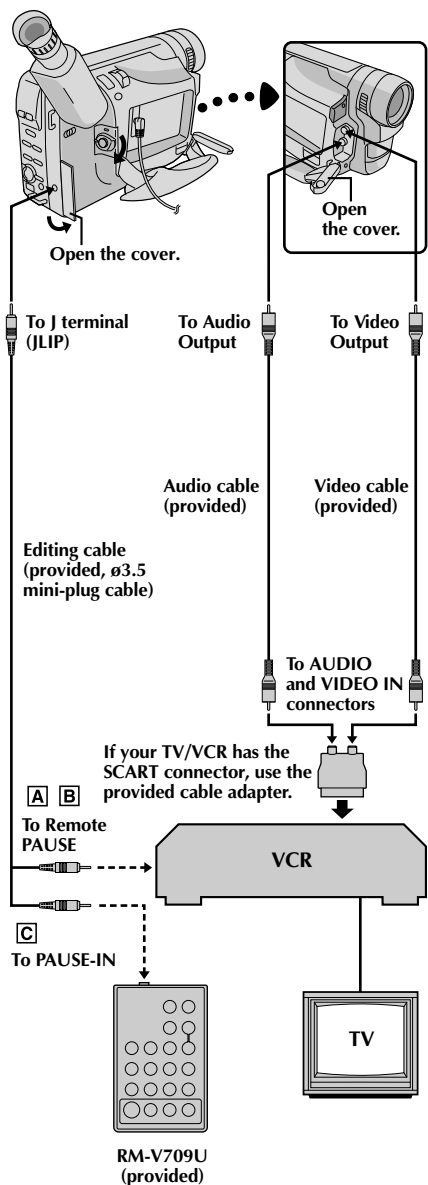 Open the cover.
Open
the cover.
To J terminal
(JLIP)
To Audio
Output
To Video
Output
Audio cable
(provided)
Video cable
(provided)
Editing cable
(provided, ø3.5
mini-plug cable)
To AUDIO
and VIDEO IN
connectors
If your TV/VCR has the
SCART connector, use the
provided cable adapter.
A B
To Remote
PAUSE
VCR
C
To PAUSE-IN
TV
RM-V709U
(provided)